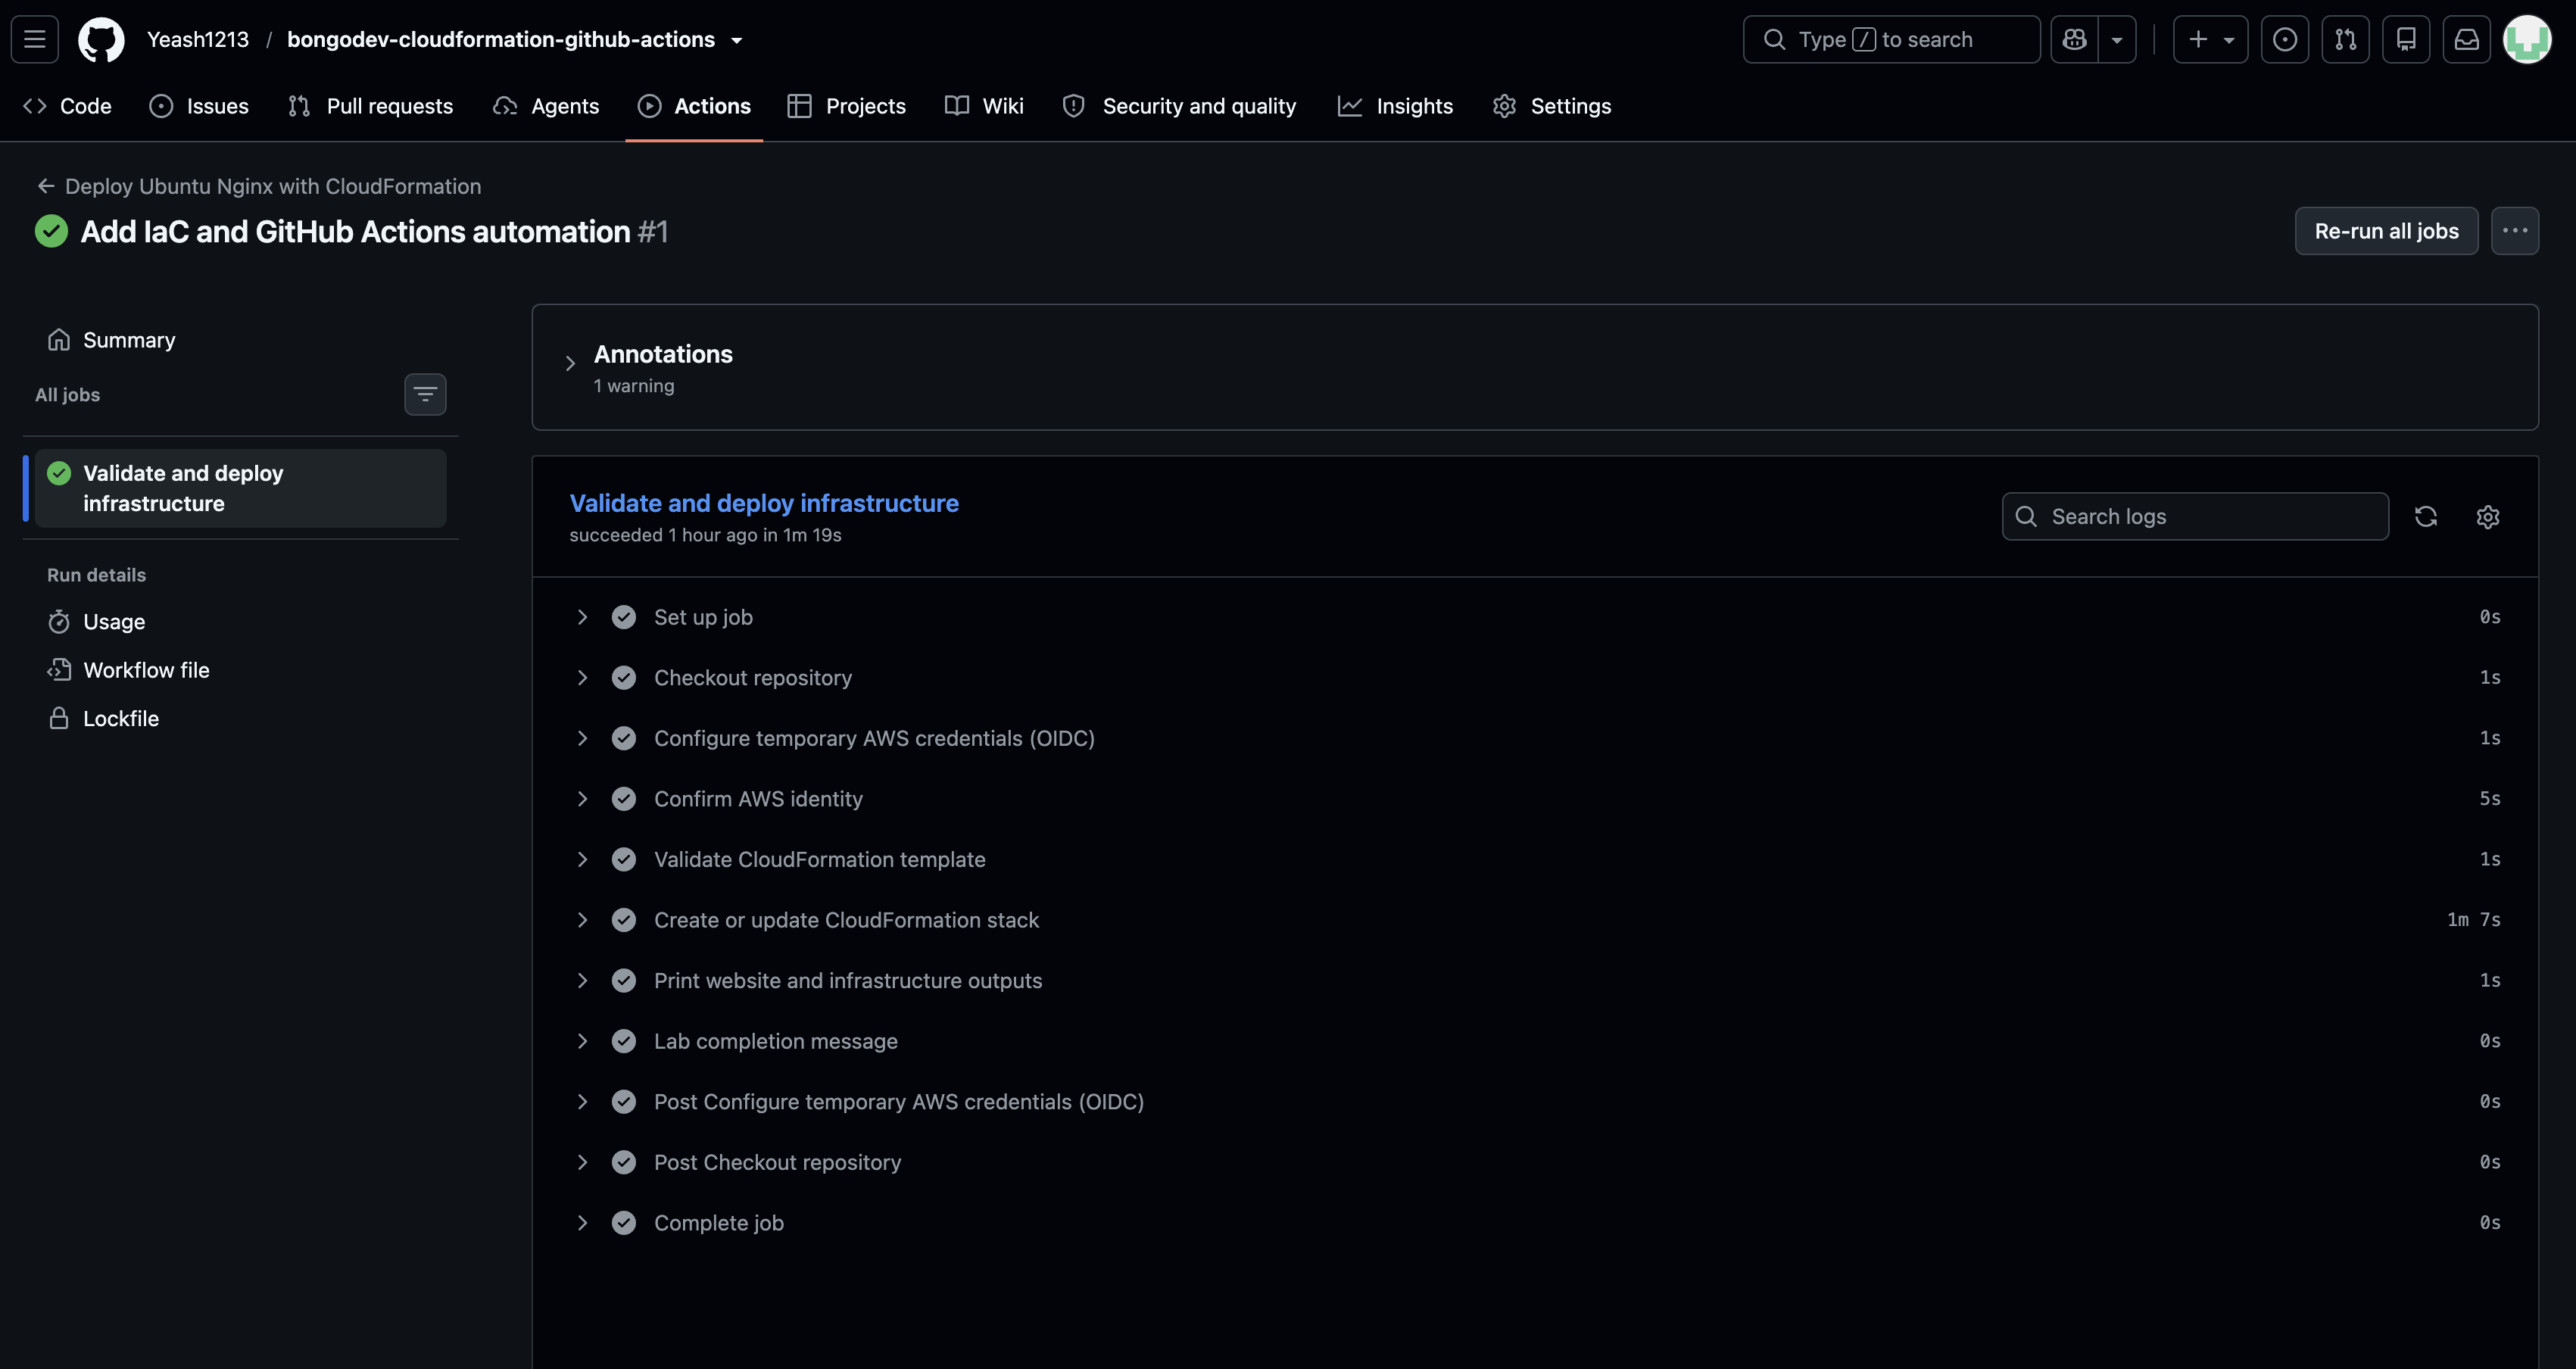 Yeash1213 / bongodev-cloudformation-github-actions
Type / to search
Code
Issues
Pull requests
Agents
Actions
Projects
Wiki
Security and quality
Insights
Settings
Deploy Ubuntu Nginx with CloudFormation
Add IaC and GitHub Actions automation #1
Re-run all jobs
Summary
All jobs
Validate and deploy
infrastructure
Run details
Usage
Workflow file
Lockfile
Annotations
1 warning
Validate and deploy infrastructure
succeeded 1 hour ago in 1m 19s
Search logs
Set up job 0s
Checkout repository 1s
Configure temporary AWS credentials (OIDC) 1s
Confirm AWS identity 5s
Validate CloudFormation template 1s
Create or update CloudFormation stack 1m 7s
Print website and infrastructure outputs 1s
Lab completion message 0s
Post Configure temporary AWS credentials (OIDC) 0s
Post Checkout repository 0s
Complete job 0s